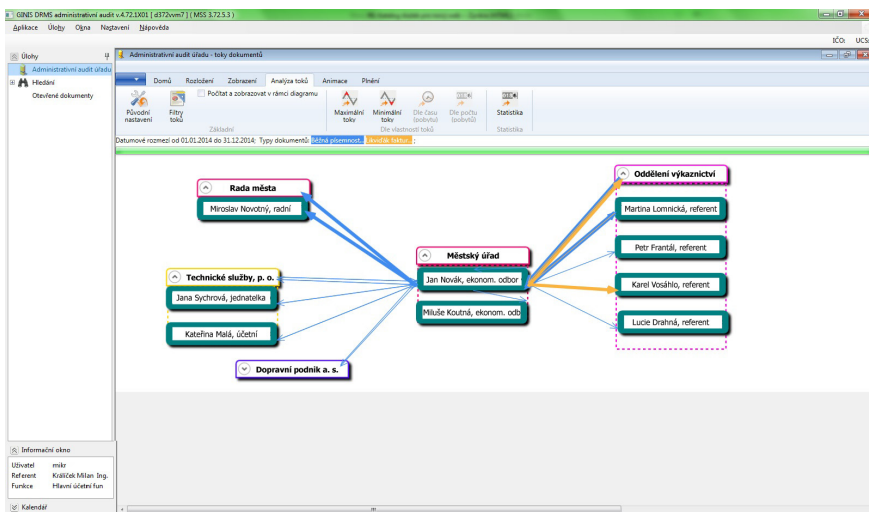 GINIS DRMS administrativní audit v.4.72.1X01 [ d372vvm7 ] ( MSS 3.72.5.3 )
Aplikace Úlohy Okna Nastavení Nápověda
IČO: UCS:
Úlohy
Administrativní audit úřadu
Hledání
Otevřené dokumenty
Administrativní audit úřadu - toky dokumentů
Domů Rozložení Zobrazení Analýza toků Animace Plnění
Původní nastavení
Filtry toků
Počítat a zobrazovat v rámci diagramu
Základní
Maximální toky
Minimální toky
Dle času (pobytu)
Dle počtu (pobytů)
Dle vlastností toků
Statistika
Statistika
Datumové rozmezí od 01.01.2014 do 31.12.2014; Typy dokumentů: Běžná písemnost.. Likvidák faktur.. ;
Rada města
Miroslav Novotný, radní
Technické služby, p. o.
Jana Sychrová, jednatelka
Kateřina Malá, účetní
Dopravní podnik a. s.
Městský úřad
Jan Novák, ekonom. odbor
Miluše Koutná, ekonom. odb
Oddělení výkaznictví
Martina Lomnická, referent
Petr Frantál, referent
Karel Vosáhlo, referent
Lucie Drahná, referent
Informační okno
Uživatel mikr
Referent Králíček Milan Ing.
Funkce Hlavní účetní fun
Kalendář